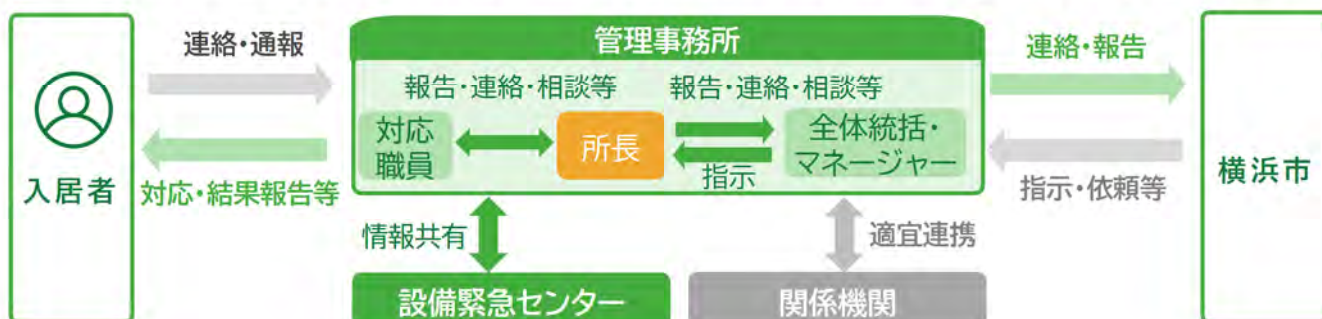 連絡・通報
対応・結果報告等
入居者
管理事務所
報告・連絡・相談等
報告・連絡・相談等
対応
職員
所長
全体統括・
マネージャー
指示
情報共有
適宜連携
設備緊急センター
関係機関
連絡・報告
指示・依頼等
横浜市